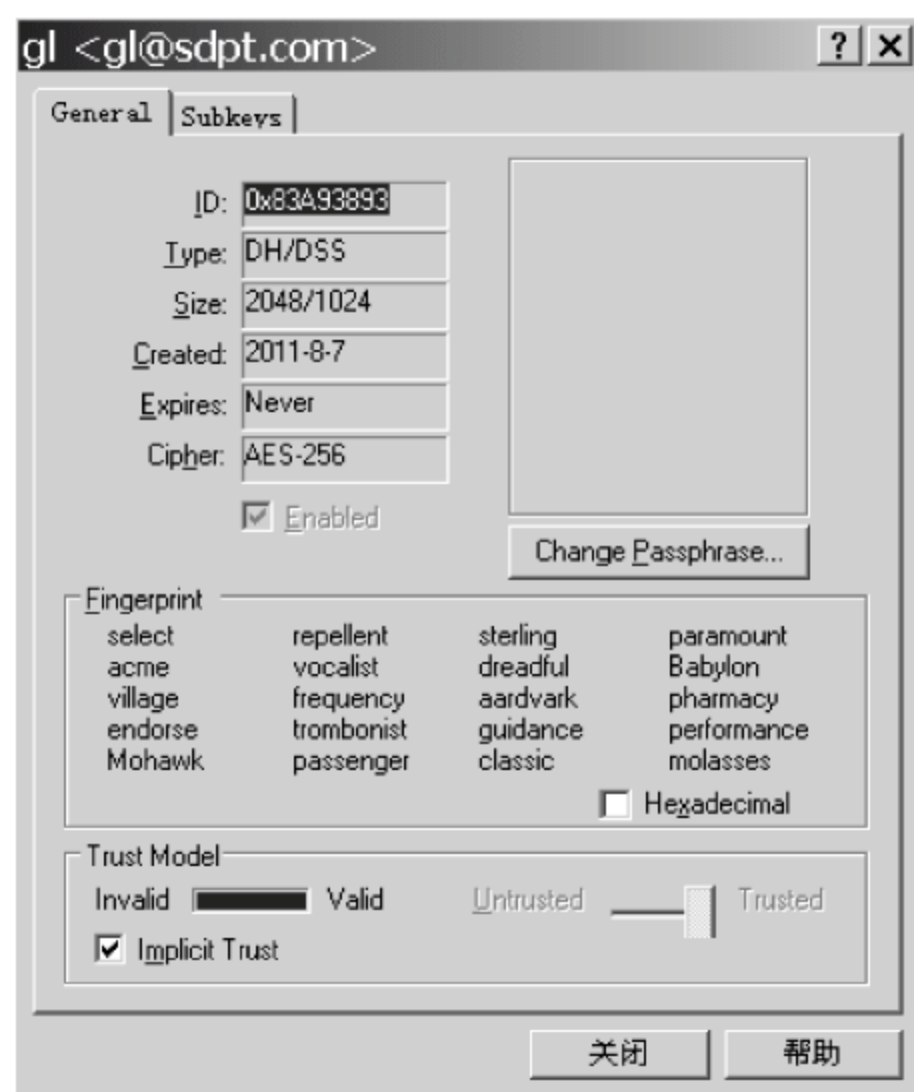 gl <gl@sdpt.com>
General Subkeys
ID: 0x83A93893
Type: DH/DSS
Size: 2048/1024
Created: 2011-8-7
Expires: Never
Cipher: AES-256
Enabled
Change Passphrase...
Fingerprint
select repellent sterling paramount
acme vocalist dreadful Babylon
village frequency aardvark pharmacy
endorse trombonist guidance performance
Mohawk passenger classic molasses
Hexadecimal
Trust Model
Invalid Valid Untrusted Trusted
Implicit Trust
关闭 帮助